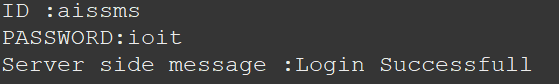 ID :aissms
PASSWORD:ioit
Server side message :Login Successfull